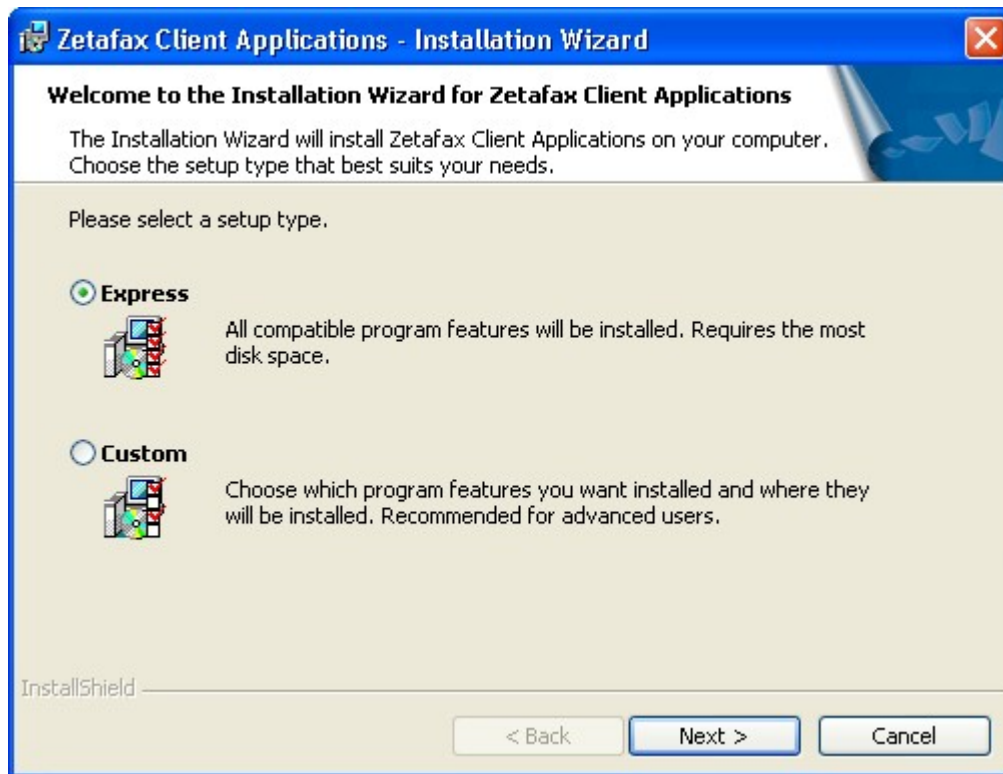 Zetafax Client Applications - Installation Wizard
Welcome to the Installation Wizard for Zetafax Client Applications
The Installation Wizard will install Zetafax Client Applications on your computer.
Choose the setup type that best suits your needs.
Please select a setup type.
Express
All compatible program features will be installed. Requires the most
disk space.
Custom
Choose which program features you want installed and where they
will be installed. Recommended for advanced users.
InstallShield
< Back
Next >
Cancel